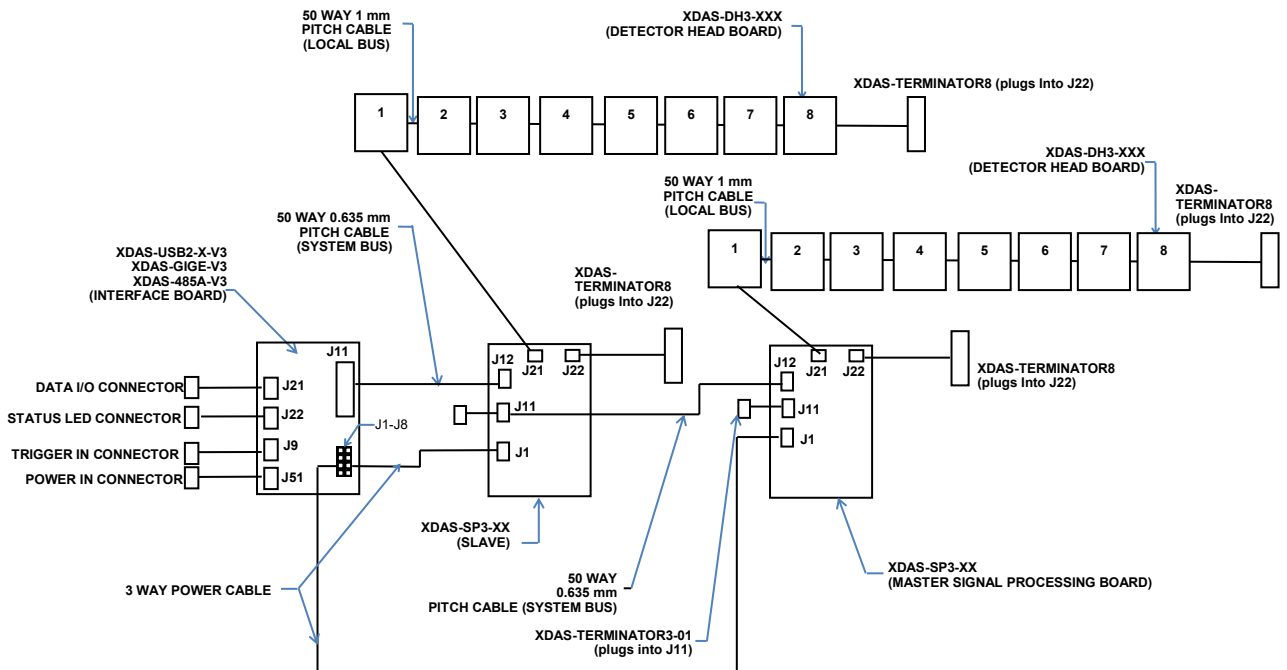 50 WAY 1 mm
PITCH CABLE
(LOCAL BUS)
XDAS-DH3-XXX
(DETECTOR HEAD BOARD)
XDAS-TERMINATOR8 (plugs Into J22)
1
2
3
4
5
6
7
8
XDAS-DH3-XXX
(DETECTOR HEAD BOARD)
50 WAY 1 mm
PITCH CABLE
(LOCAL BUS)
XDAS-
TERMINATOR8
(plugs Into J22)
1
2
3
4
5
6
7
8
50 WAY 0.635 mm
PITCH CABLE
(SYSTEM BUS)
XDAS-USB2-X-V3
XDAS-GIGE-V3
XDAS-485A-V3
(INTERFACE BOARD)
XDAS-
TERMINATOR8
(plugs Into J22)
J11
J21
J22
J9
J51
J1-J8
DATA I/O CONNECTOR
STATUS LED CONNECTOR
TRIGGER IN CONNECTOR
POWER IN CONNECTOR
J12
J21
J22
J11
J1
J12
J21
J22
J11
J1
XDAS-TERMINATOR8
(plugs Into J22)
XDAS-SP3-XX
(SLAVE)
XDAS-SP3-XX
(MASTER SIGNAL PROCESSING BOARD)
3 WAY POWER CABLE
50 WAY
0.635 mm
PITCH CABLE (SYSTEM BUS)
XDAS-TERMINATOR3-01
(plugs into J11)